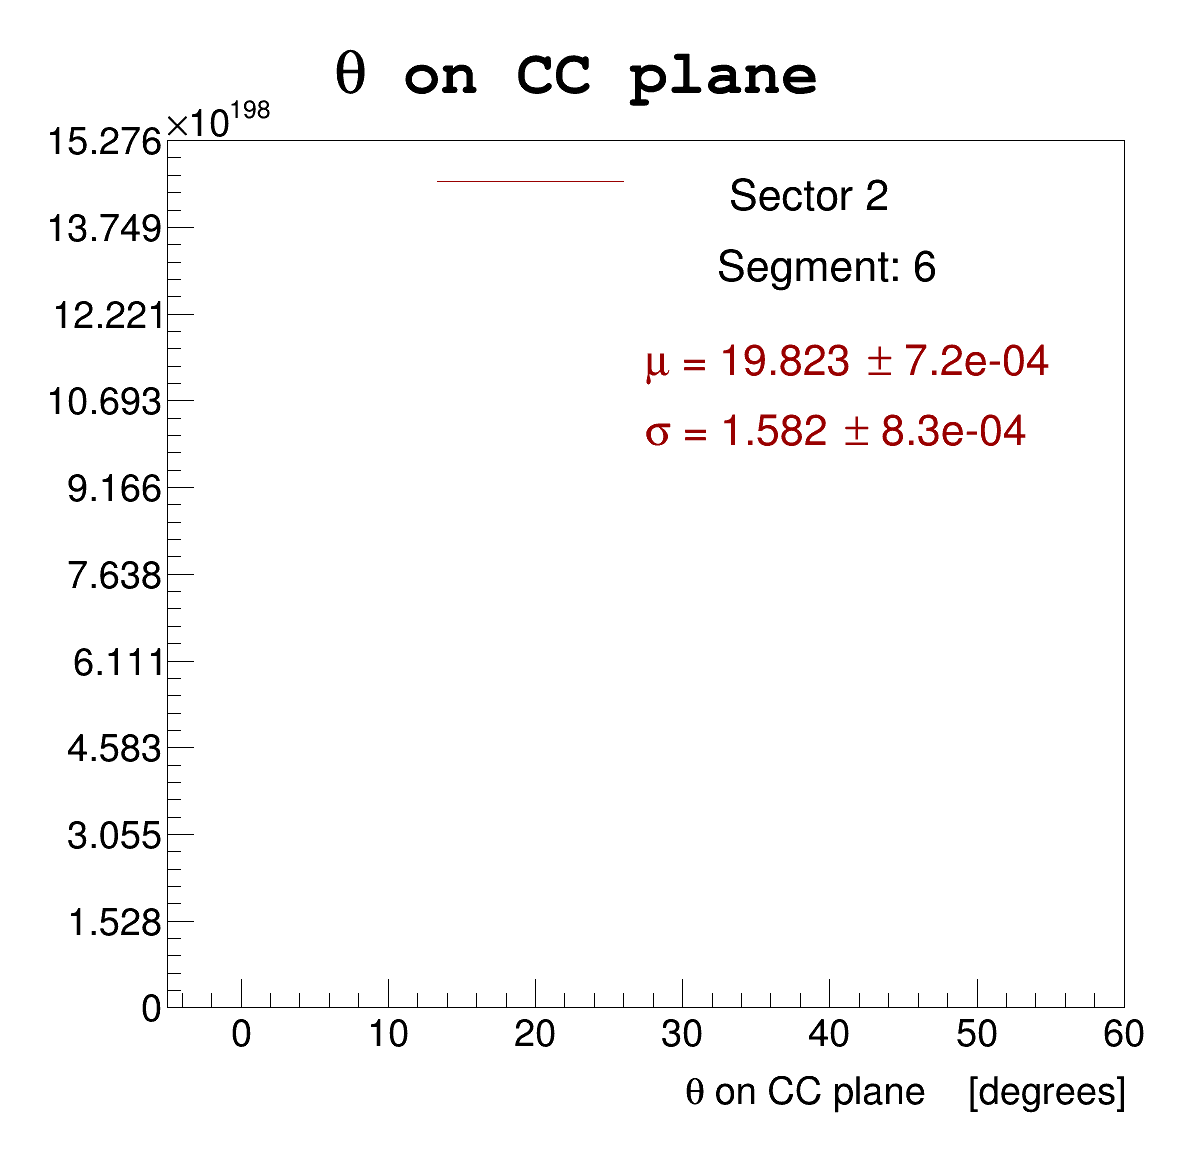 θ on CC plane
×10^198
15.276
13.749
12.221
10.693
9.166
7.638
6.111
4.583
3.055
1.528
0
Sector 2
Segment: 6
μ = 19.823 ± 7.2e-04
σ = 1.582 ± 8.3e-04
0 10 20 30 40 50 60
θ on CC plane [degrees]